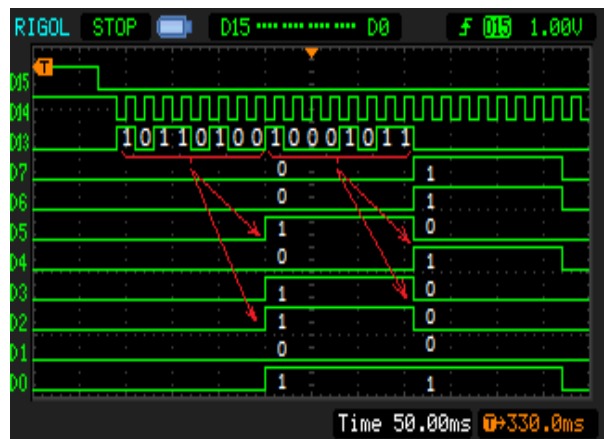 RIGOL STOP D15 ···· ···· ···· ···· D0 D15 1.00V
T
D15
D14
D13 1 0 1 1 0 1 0 0 1 0 0 0 1 0 1 1
D7 0 1
D6 0 1
D5 1 0
D4 0 1
D3 1 0
D2 1 0
D1 0 0
D0 1 1
Time 50.00ms T→330.0ms